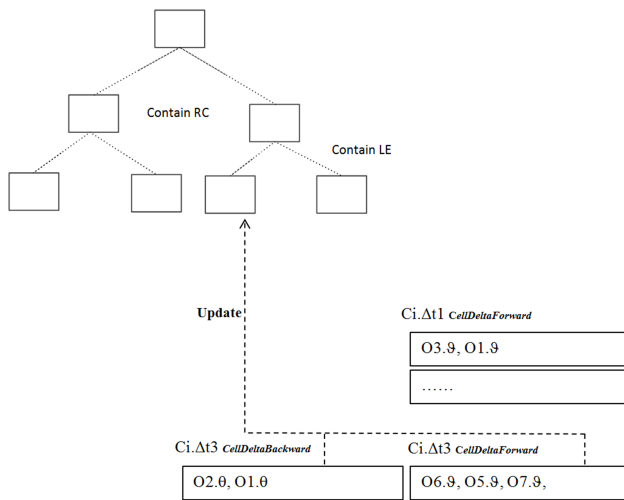 Contain RC
Contain LE
Update
Ci.Δt1 CellDeltaForward
O3.ϑ, O1.ϑ
......
Ci.Δt3 CellDeltaBackward
O2.θ, O1.θ
Ci.Δt3 CellDeltaForward
O6.ϑ, O5.ϑ, O7.ϑ,